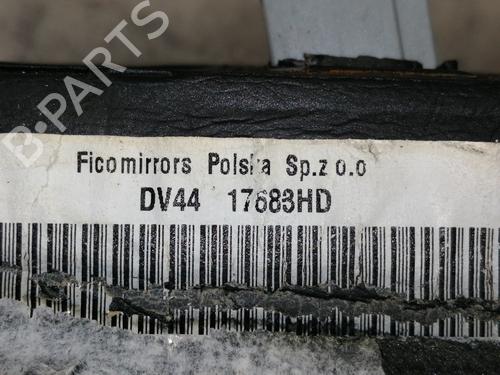 B-PARTS
Ficomirrors Polska Sp.z o.o
DV44 17683HD